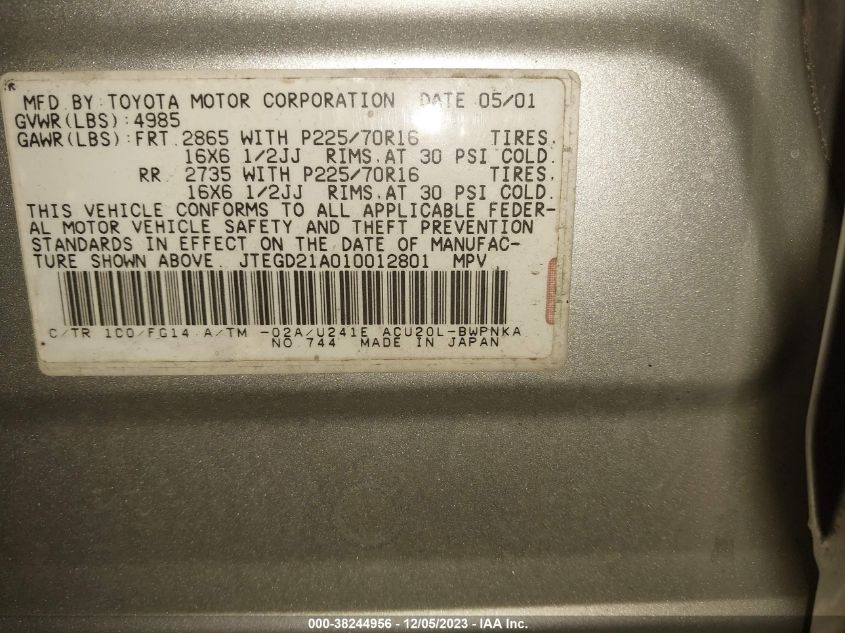 MFD.BY:TOYOTA MOTOR CORPORATION DATE 05/01
GVWR(LBS):4985
GAWR(LBS):FRT.2865 WITH P225/70R16 TIRES.
16X6 1/2JJ RIMS.AT 30 PSI COLD.
RR. 2735 WITH P225/70R16 TIRES.
16X6 1/2JJ RIMS.AT 30 PSI COLD.
THIS VEHICLE CONFORMS TO ALL APPLICABLE FEDER-
AL MOTOR VEHICLE SAFETY AND THEFT PREVENTION
STANDARDS IN EFFECT ON THE DATE OF MANUFAC-
TURE SHOWN ABOVE. JTEGD21A010012801 MPV
C/TR 1C0/FG14 A/TM -02A/U241E ACU20L-BWPNKA
NO 744 MADE IN JAPAN
000-38244956 - 12/05/2023 - IAA Inc.